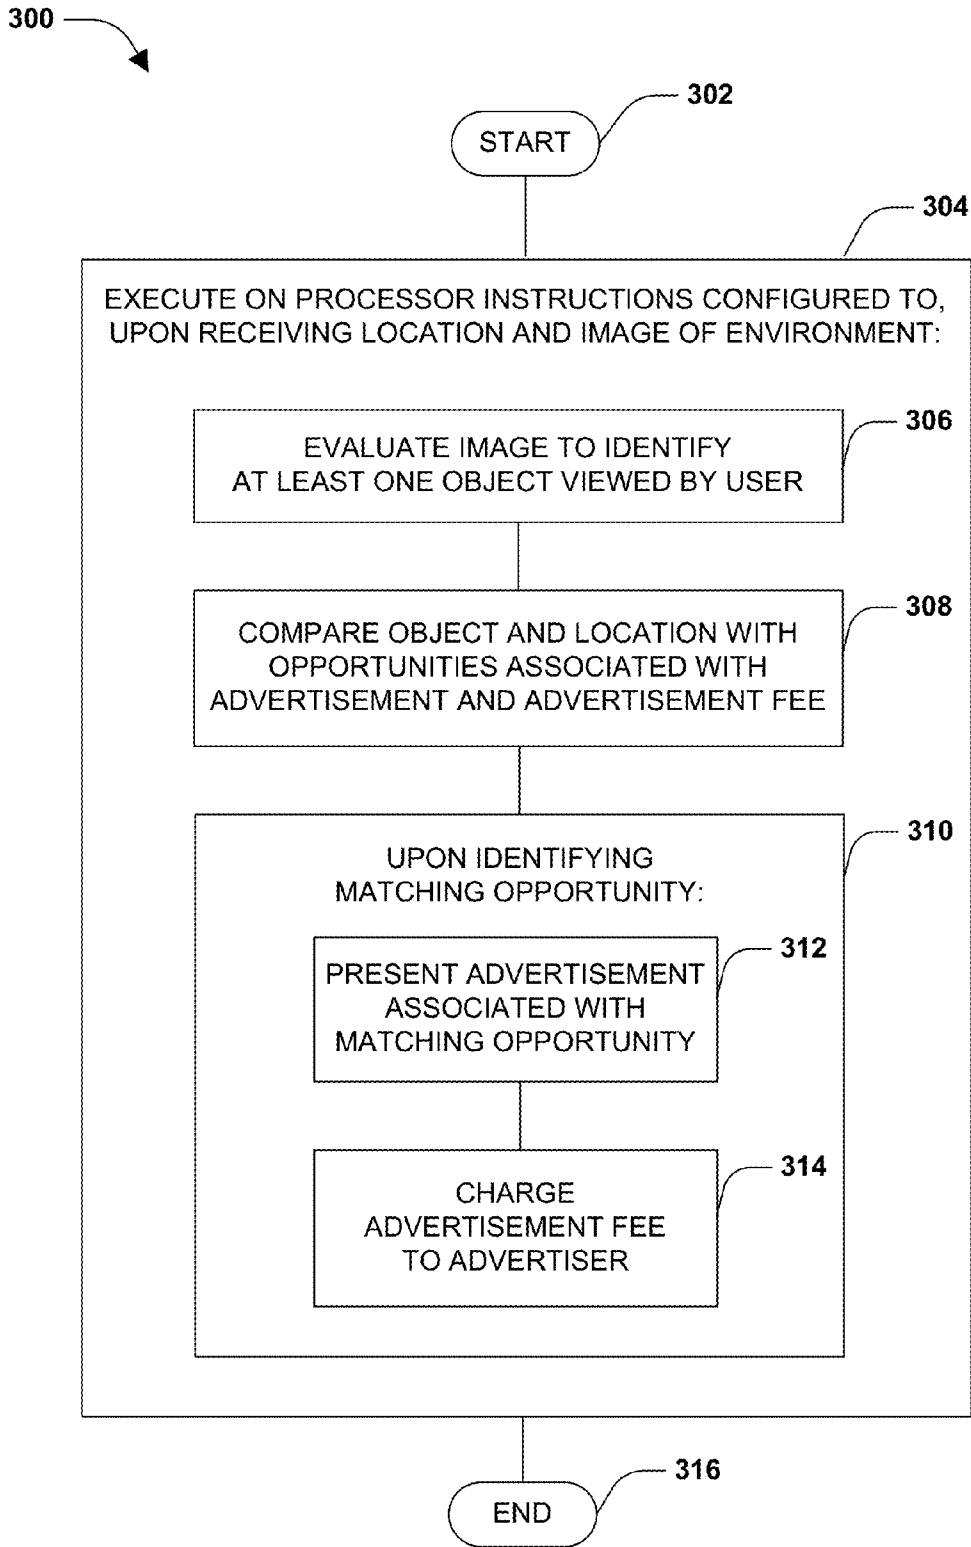 300
302
START
304
EXECUTE ON PROCESSOR INSTRUCTIONS CONFIGURED TO,
UPON RECEIVING LOCATION AND IMAGE OF ENVIRONMENT:
306
EVALUATE IMAGE TO IDENTIFY
AT LEAST ONE OBJECT VIEWED BY USER
308
COMPARE OBJECT AND LOCATION WITH
OPPORTUNITIES ASSOCIATED WITH
ADVERTISEMENT AND ADVERTISEMENT FEE
310
UPON IDENTIFYING
MATCHING OPPORTUNITY:
312
PRESENT ADVERTISEMENT
ASSOCIATED WITH
MATCHING OPPORTUNITY
314
CHARGE
ADVERTISEMENT FEE
TO ADVERTISER
316
END